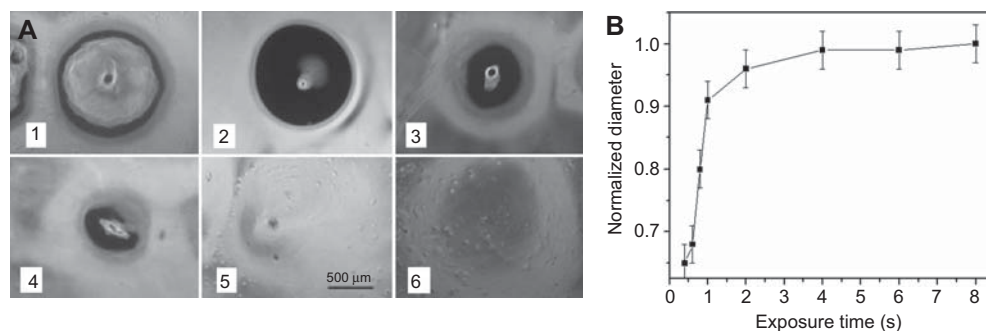 A
1
2
3
4
5
500 μm
6
B
Normalized diameter
1.0
0.9
0.8
0.7
0 1 2 3 4 5 6 7 8
Exposure time (s)